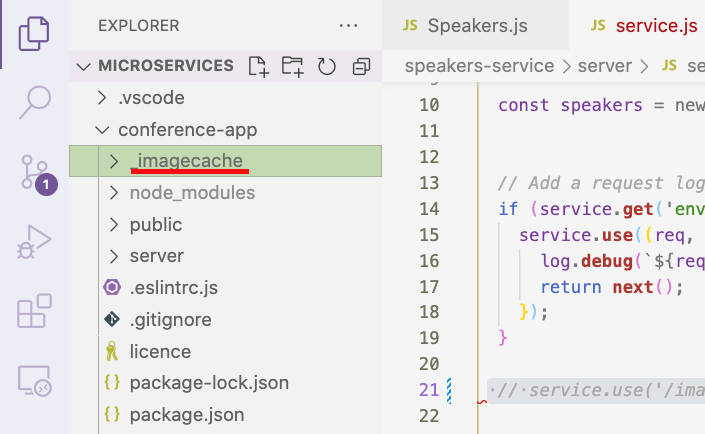 EXPLORER
···
MICROSERVICES
.vscode
conference-app
_imagecache
node_modules
public
server
.eslintrc.js
.gitignore
licence
{} package-lock.json
{} package.json
1
JS Speakers.js
JS service.js
speakers-service > server > JS se
10 const speakers = new
11
12
13 // Add a request log
14 if (service.get('env
15 service.use((req,
16 log.debug(`${req
17 return next();
18 });
19 }
20
21 // service.use('/ima
22